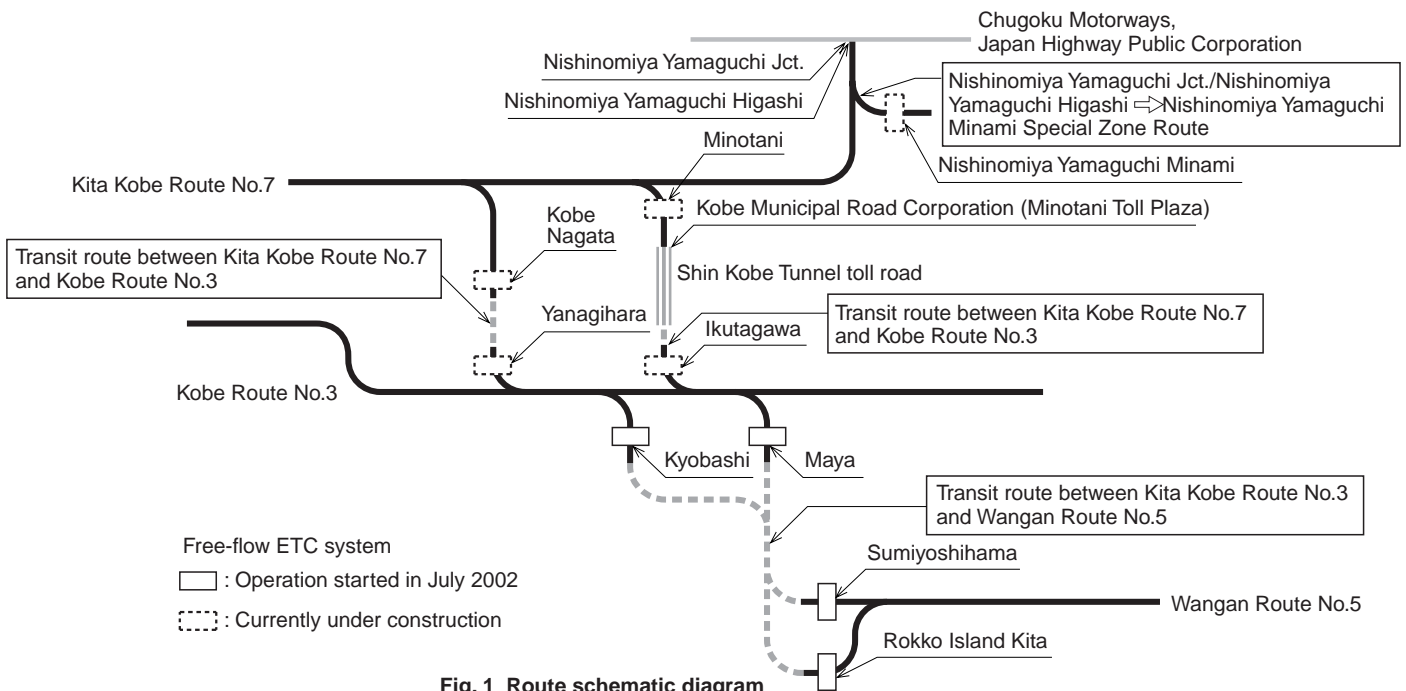 Chugoku Motorways,
Japan Highway Public Corporation
Nishinomiya Yamaguchi Jct.
Nishinomiya Yamaguchi Higashi
Nishinomiya Yamaguchi Jct./Nishinomiya
Yamaguchi Higashi ⇨Nishinomiya Yamaguchi
Minami Special Zone Route
Minotani
Nishinomiya Yamaguchi Minami
Kita Kobe Route No.7
Kobe
Nagata
Kobe Municipal Road Corporation (Minotani Toll Plaza)
Transit route between Kita Kobe Route No.7
and Kobe Route No.3
Shin Kobe Tunnel toll road
Yanagihara
Ikutagawa
Transit route between Kita Kobe Route No.7
and Kobe Route No.3
Kobe Route No.3
Kyobashi
Maya
Transit route between Kita Kobe Route No.3
and Wangan Route No.5
Free-flow ETC system
: Operation started in July 2002
: Currently under construction
Sumiyoshihama
Wangan Route No.5
Rokko Island Kita
Fig. 1 Route schematic diagram